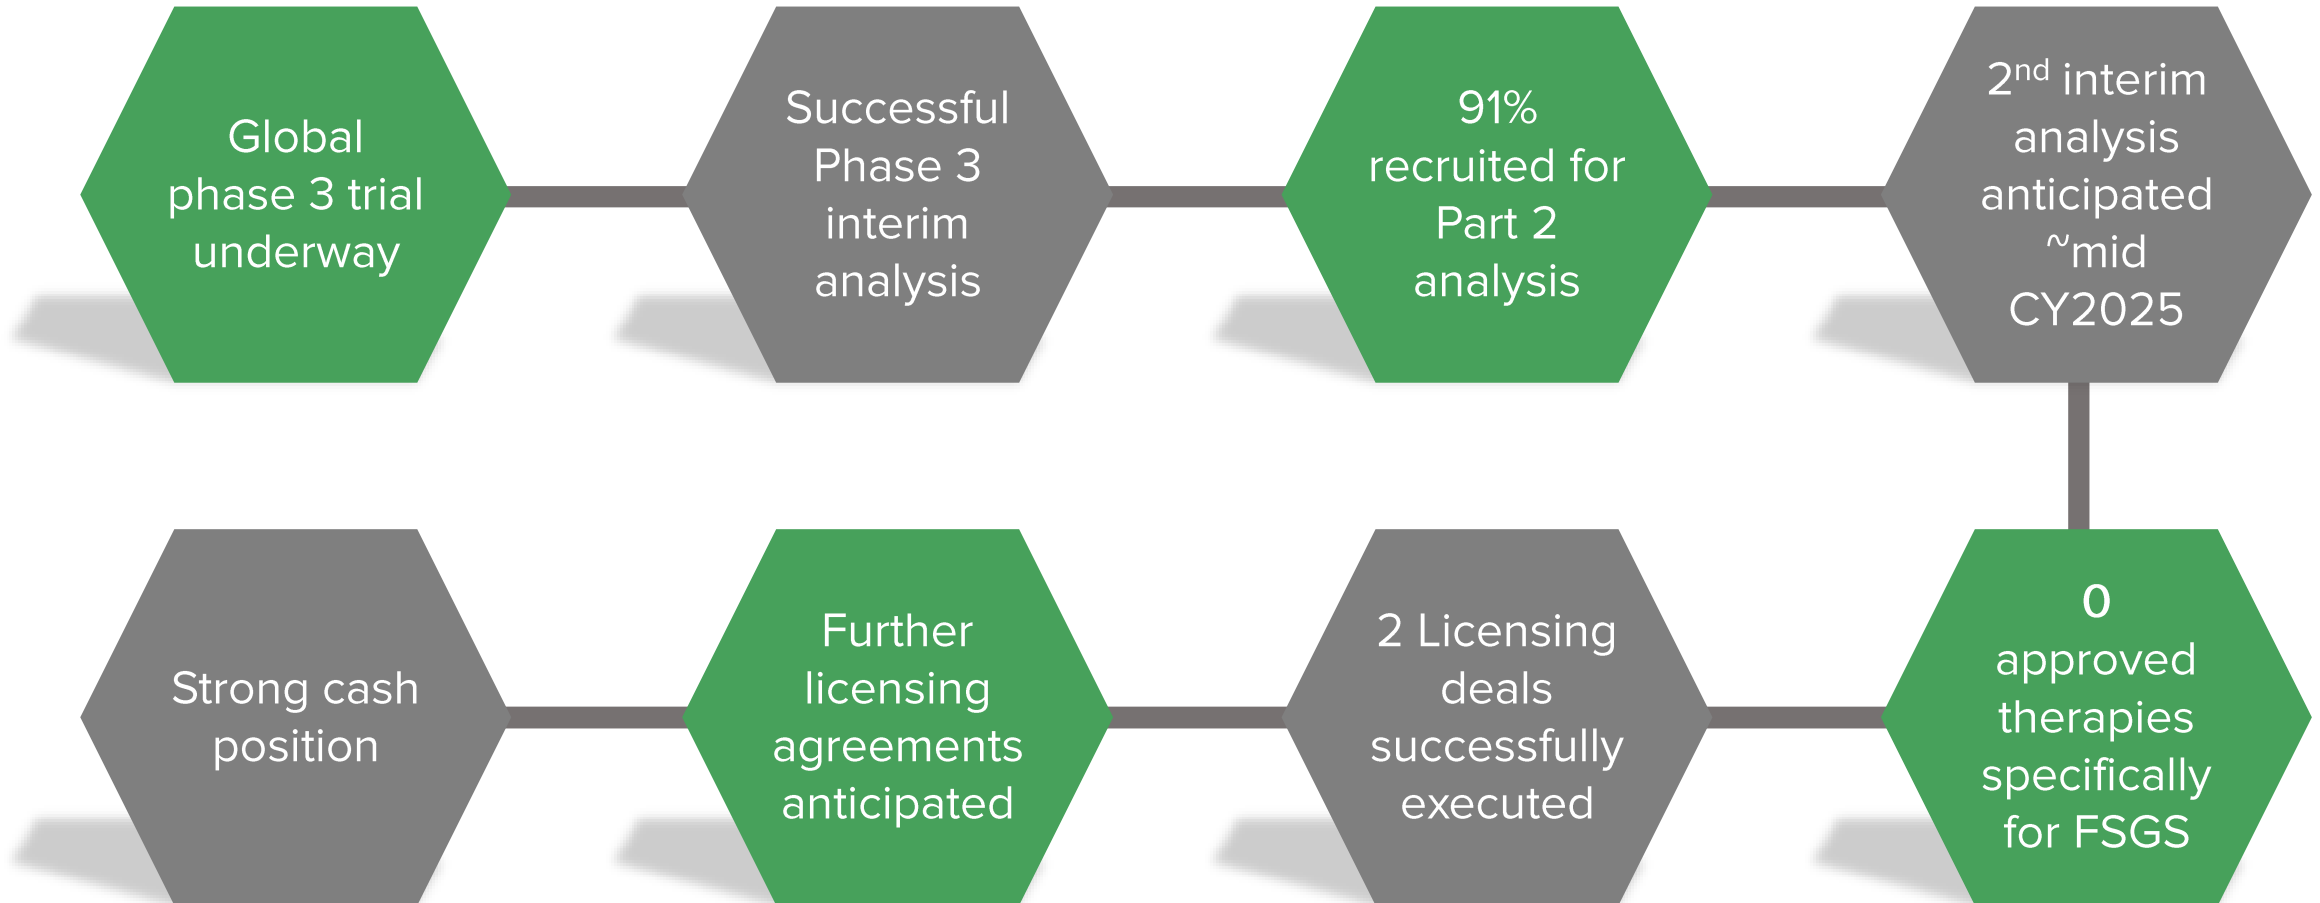 Global
phase 3 trial
underway
Successful
Phase 3
interim
analysis
91%
recruited for
Part 2
analysis
2nd interim
analysis
anticipated
~mid
CY2025
0
approved
therapies
specifically
for FSGS
2 Licensing
deals
successfully
executed
Further
licensing
agreements
anticipated
Strong cash
position